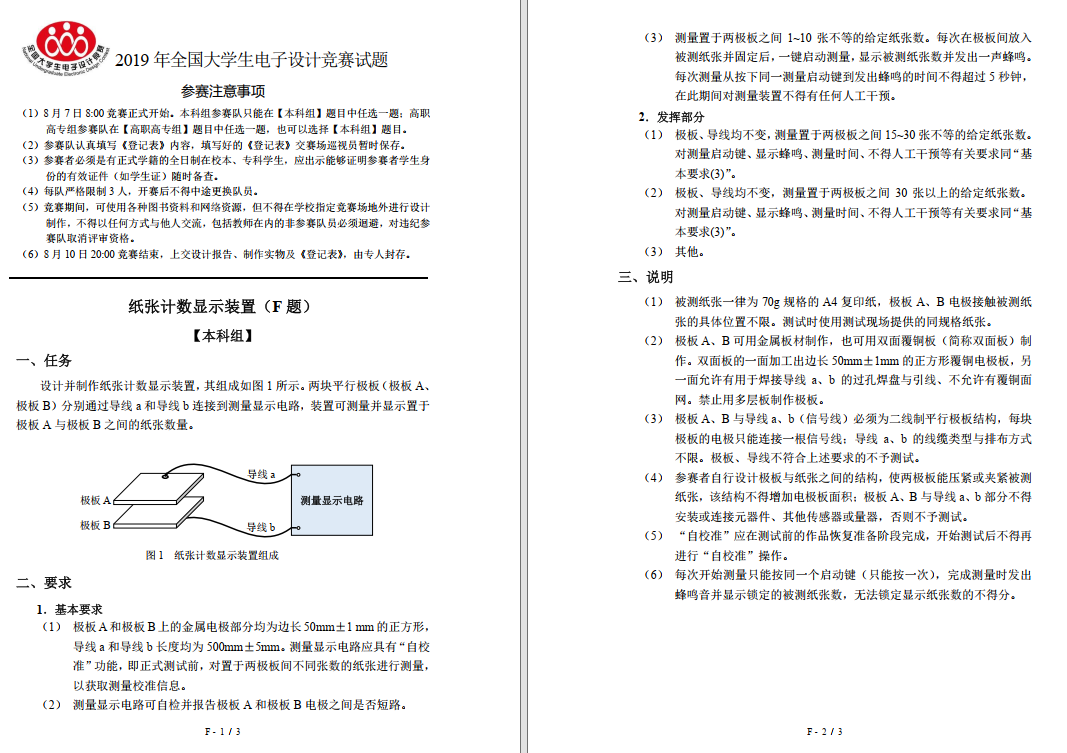 全国大学生电子设计竞赛
National Undergraduate Electronic Design Contest
2019 年全国大学生电子设计竞赛试题
参赛注意事项
（1）8 月 7 日 8:00 竞赛正式开始。本科组参赛队只能在【本科组】题目中任选一题；高职
高专组参赛队在【高职高专组】题目中任选一题，也可以选择【本科组】题目。
（2）参赛队认真填写《登记表》内容，填写好的《登记表》交赛场巡视员暂时保存。
（3）参赛者必须是有正式学籍的全日制在校本、专科学生，应出示能够证明参赛者学生身
份的有效证件（如学生证）随时备查。
（4）每队严格限制 3 人，开赛后不得中途更换队员。
（5）竞赛期间，可使用各种图书资料和网络资源，但不得在学校指定竞赛场地外进行设计
制作，不得以任何方式与他人交流，包括教师在内的非参赛队员必须迴避，对违纪参
赛队取消评审资格。
（6）8 月 10 日 20:00 竞赛结束，上交设计报告、制作实物及《登记表》，由专人封存。
纸张计数显示装置（F 题）
【本科组】
一、任务
设计并制作纸张计数显示装置，其组成如图 1 所示。两块平行极板（极板 A、
极板 B）分别通过导线 a 和导线 b 连接到测量显示电路，装置可测量并显示置于
极板 A 与极板 B 之间的纸张数量。
导线 a
极板 A
测量显示电路
极板 B
导线 b
图 1 纸张计数显示装置组成
二、要求
1．基本要求
（1） 极板 A 和极板 B 上的金属电极部分均为边长 50mm±1 mm 的正方形，
导线 a 和导线 b 长度均为 500mm±5mm。测量显示电路应具有“自校
准”功能，即正式测试前，对置于两极板间不同张数的纸张进行测量，
以获取测量校准信息。
（2） 测量显示电路可自检并报告极板 A 和极板 B 电极之间是否短路。
F - 1 / 3
（3） 测量置于两极板之间 1~10 张不等的给定纸张数。每次在极板间放入
被测纸张并固定后，一键启动测量，显示被测纸张数并发出一声蜂鸣。
每次测量从按下同一测量启动键到发出蜂鸣的时间不得超过 5 秒钟，
在此期间对测量装置不得有任何人工干预。
2．发挥部分
（1） 极板、导线均不变，测量置于两极板之间 15~30 张不等的给定纸张数。
对测量启动键、显示蜂鸣、测量时间、不得人工干预等有关要求同“基
本要求(3)”。
（2） 极板、导线均不变，测量置于两极板之间 30 张以上的给定纸张数。
对测量启动键、显示蜂鸣、测量时间、不得人工干预等有关要求同“基
本要求(3)”。
（3） 其他。
三、说明
（1） 被测纸张一律为 70g 规格的 A4 复印纸，极板 A、B 电极接触被测纸
张的具体位置不限。测试时使用测试现场提供的同规格纸张。
（2） 极板 A、B 可用金属板材制作，也可用双面覆铜板（简称双面板）制
作。双面板的一面加工出边长 50mm±1mm 的正方形覆铜电极板，另
一面允许有用于焊接导线 a、b 的过孔焊盘与引线、不允许有覆铜面
网。禁止用多层板制作极板。
（3） 极板 A、B 与导线 a、b（信号线）必须为二线制平行极板结构，每块
极板的电极只能连接一根信号线；导线 a、b 的线缆类型与排布方式
不限。极板、导线不符合上述要求的不予测试。
（4） 参赛者自行设计极板与纸张之间的结构，使两极板能压紧或夹紧被测
纸张，该结构不得增加电极板面积；极板 A、B 与导线 a、b 部分不得
安装或连接元器件、其他传感器或量器，否则不予测试。
（5） “自校准”应在测试前的作品恢复准备阶段完成，开始测试后不得再
进行“自校准”操作。
（6） 每次开始测量只能按同一个启动键（只能按一次），完成测量时发出
蜂鸣音并显示锁定的被测纸张数，无法锁定显示纸张数的不得分。
F - 2 / 3